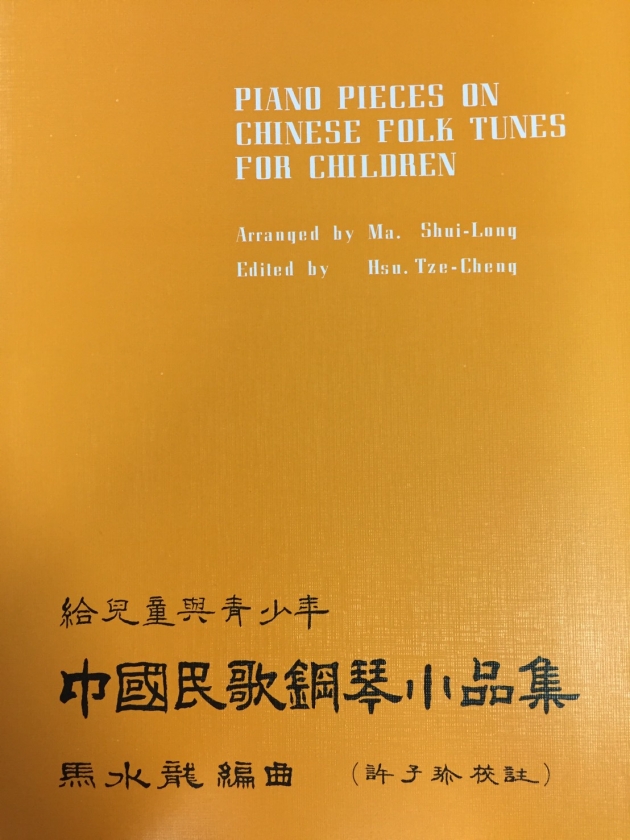 PIANO PIECES ON
CHINESE FOLK TUNES
FOR CHILDREN
Arranged by Ma. Shui-Long
Edited by Hsu. Tze-Cheng
給兒童與青少年
中國民歌鋼琴小品集
馬水龍編曲 (許子珍校註)